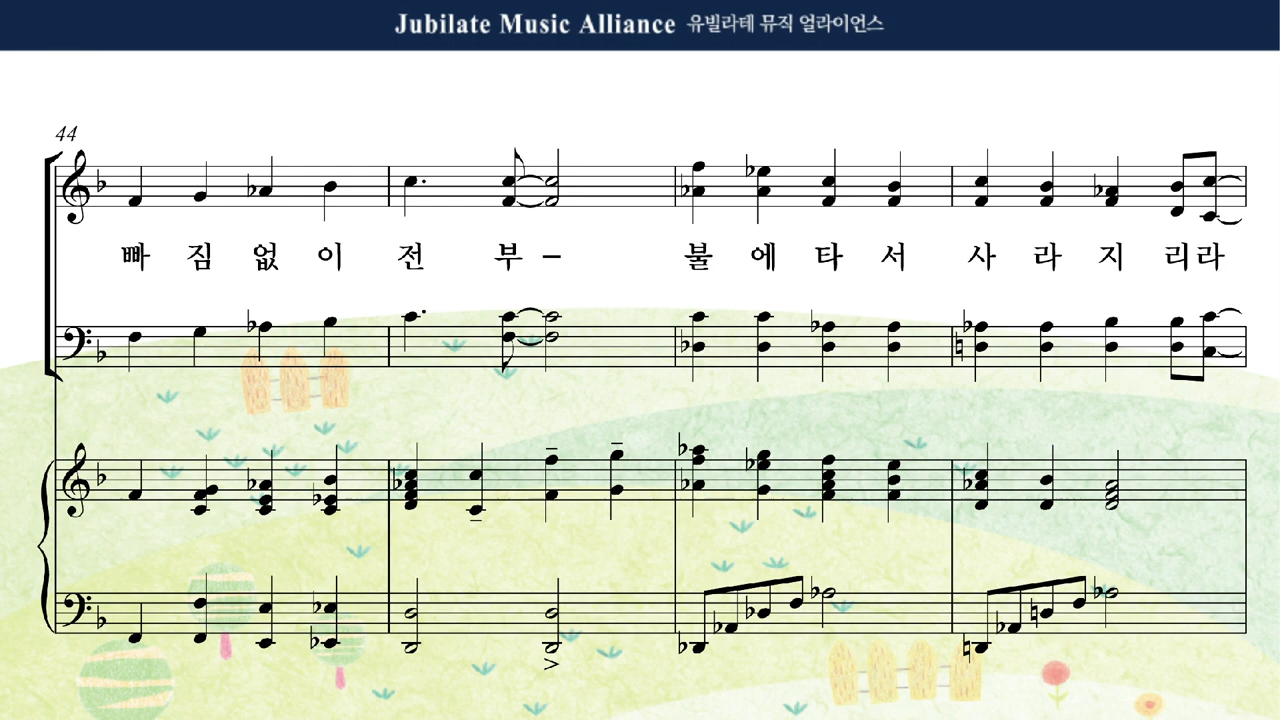 Jubilate Music Alliance 유빌라테 뮤직 얼라이언스
44
빠 짐 없 이 전 부 – 불 에 타 서 사 라 지 리 라